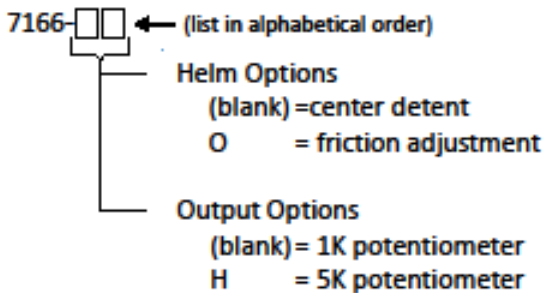 7166-□□ (list in alphabetical order)
Helm Options
(blank) =center detent
O = friction adjustment
Output Options
(blank) = 1K potentiometer
H = 5K potentiometer